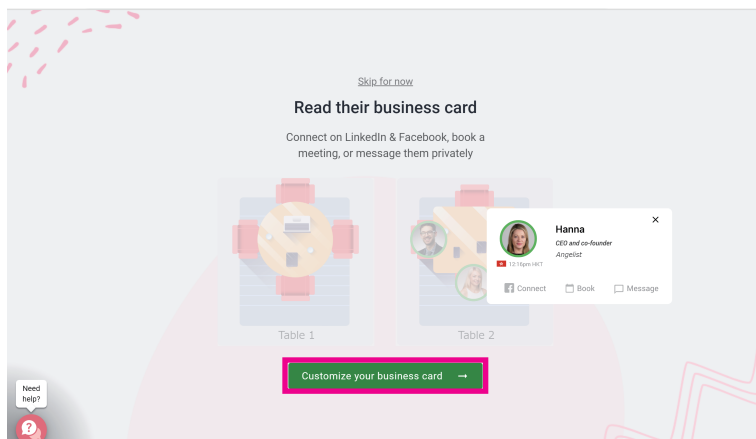 Skip for now
Read their business card
Connect on LinkedIn & Facebook, book a
meeting, or message them privately
Hanna
CEO and co-founder
Angelist
12:16pm HKT
Connect
Book
Message
Table 1
Table 2
Customize your business card →
Need
help?